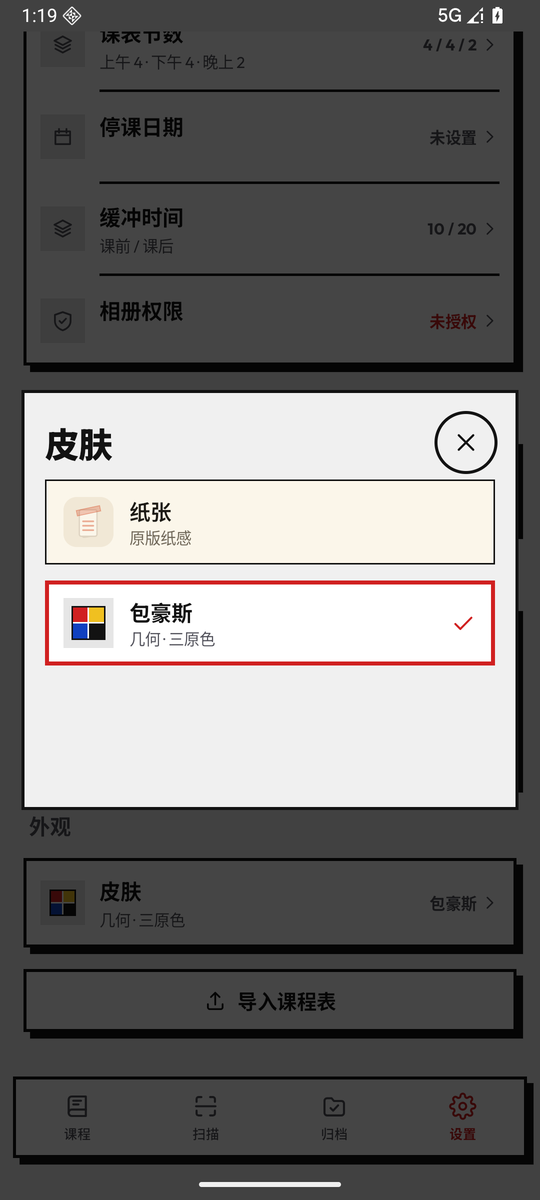 1:19
5G
课表节数
4 / 4 / 2
上午 4 · 下午 4 · 晚上 2
停课日期
未设置
缓冲时间
10 / 20
课前 / 课后
相册权限
未授权
皮肤
纸张
原版纸感
包豪斯
几何 · 三原色
外观
皮肤
包豪斯
几何 · 三原色
导入课程表
课程
扫描
归档
设置